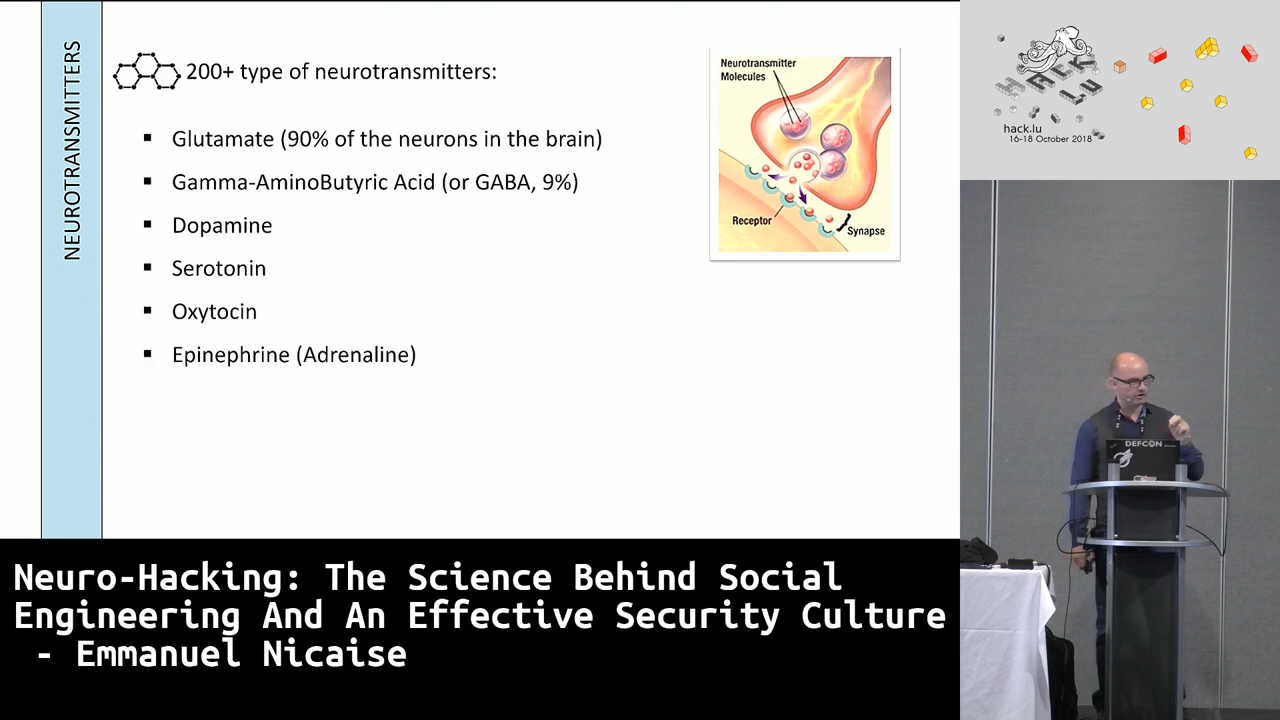 NEUROTRANSMITTERS
200+ type of neurotransmitters:
▪ Glutamate (90% of the neurons in the brain)
▪ Gamma-AminoButyric Acid (or GABA, 9%)
▪ Dopamine
▪ Serotonin
▪ Oxytocin
▪ Epinephrine (Adrenaline)
Neurotransmitter
Molecules
Receptor
Synapse
HACK
LU
hack.lu
16-18 October 2018
DEFCON
Neuro-Hacking: The Science Behind Social
Engineering And An Effective Security Culture
- Emmanuel Nicaise